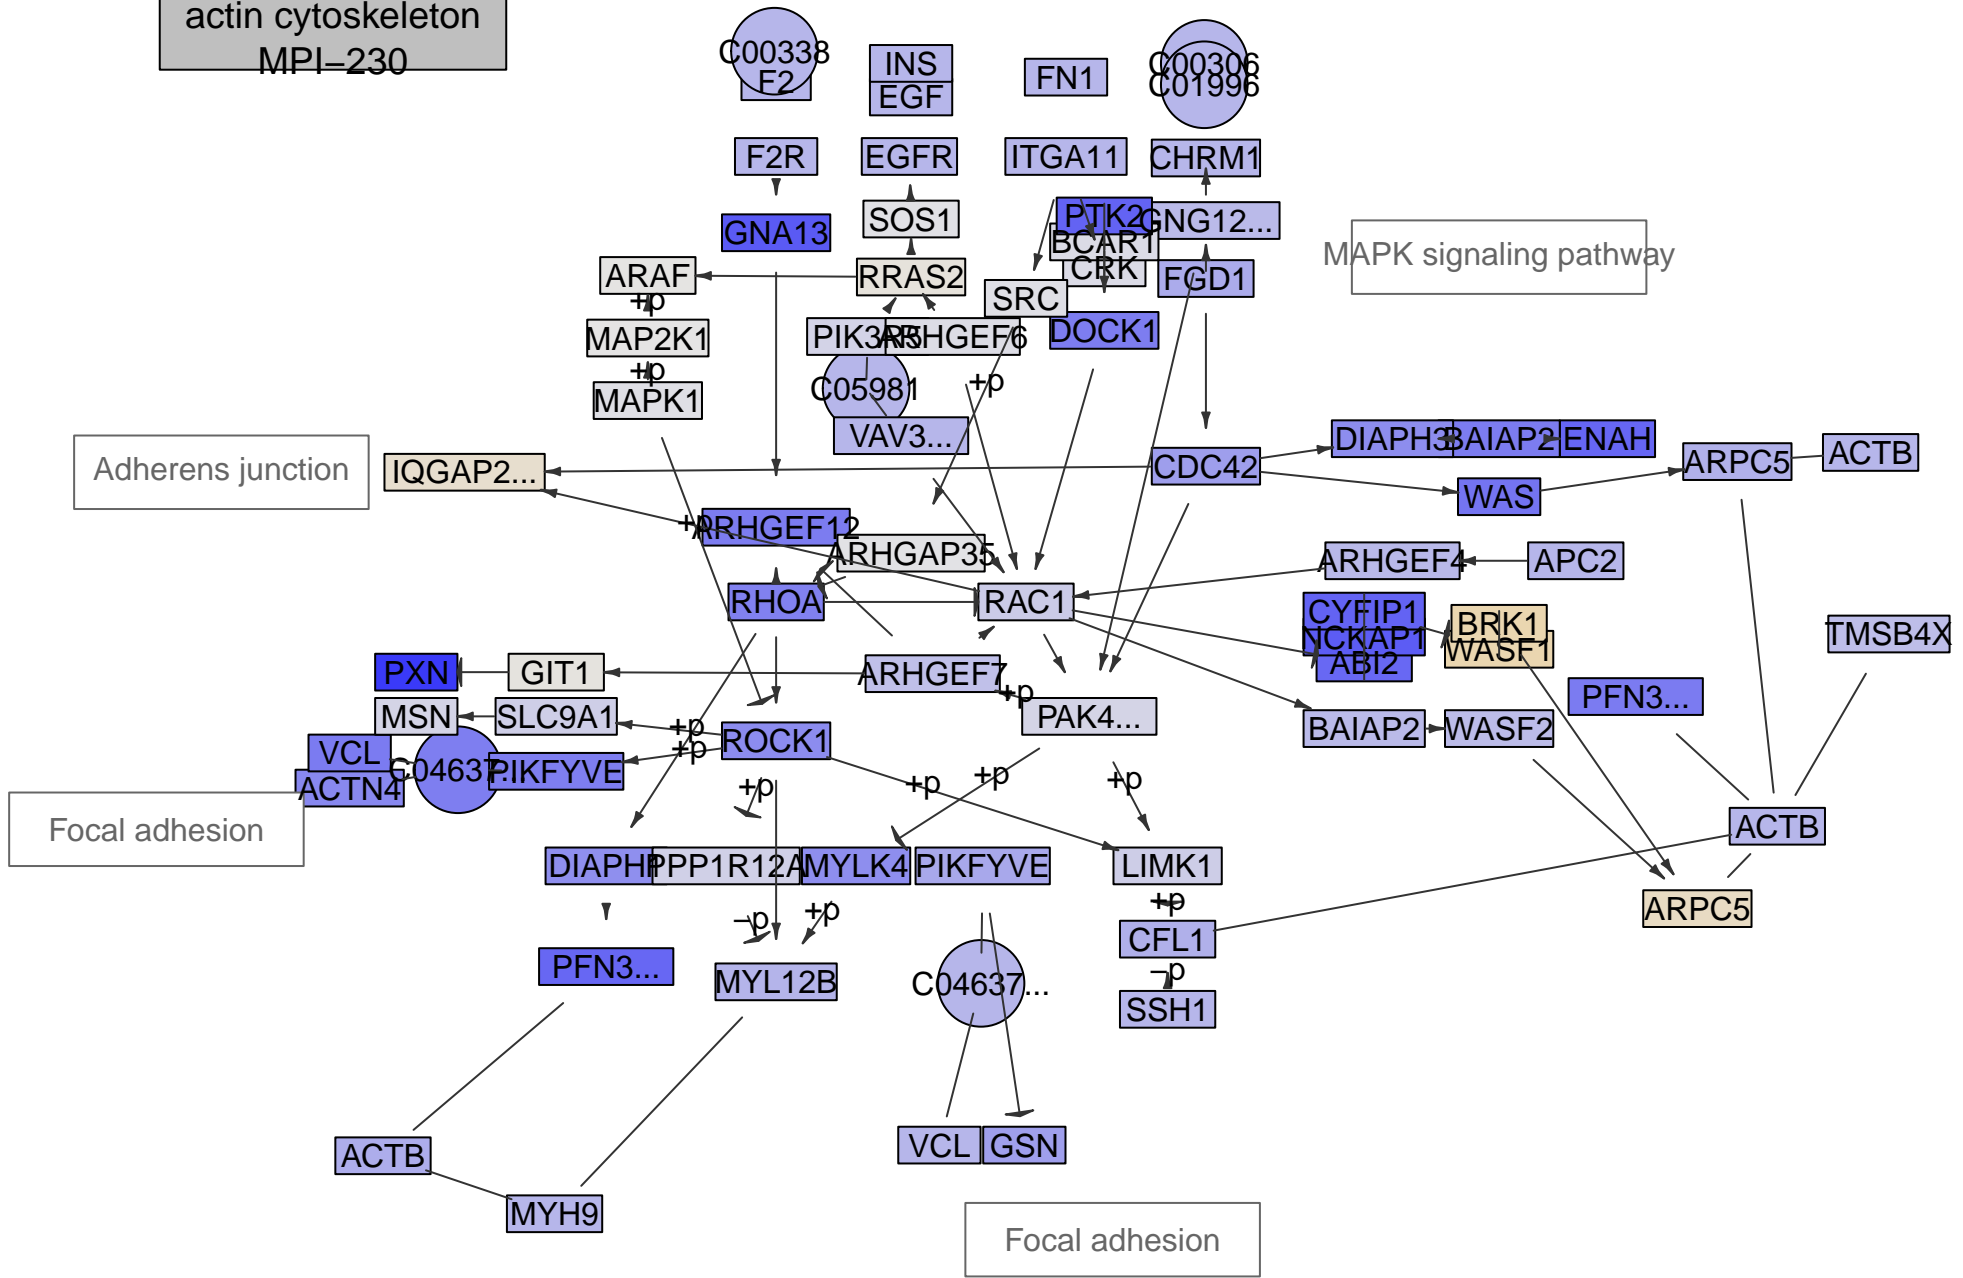 actin cytoskeleton
MPI−230
C00338
F2
INS
EGF
FN1
C00306
C01996
F2R
EGFR
ITGA11
CHRM1
GNA13
SOS1
PTK2
GNG12...
BCAR1
CRK
FGD1
MAPK signaling pathway
ARAF
RRAS2
SRC
+p
MAP2K1
PIK3R5
ARHGEF6
DOCK1
+p
MAPK1
C05981
+p
VAV3...
DIAPH3
BAIAP2
ENAH
ARPC5
ACTB
Adherens junction
IQGAP2...
CDC42
WAS
+p
ARHGEF12
ARHGAP35
ARHGEF4
APC2
RHOA
RAC1
CYFIP1
NCKAP1
ABI2
BRK1
WASF1
TMSB4X
PXN
GIT1
ARHGEF7
+p
PFN3...
MSN
SLC9A1
+p
PAK4...
BAIAP2
WASF2
VCL
ACTN4
C04637...
PIKFYVE
+p
ROCK1
+p
+p
+p
+p
Focal adhesion
ACTB
PPP1R12A
MYLK4
PIKFYVE
LIMK1
ARPC5
−p
+p
+p
CFL1
PFN3...
MYL12B
C04637...
−p
SSH1
ACTB
VCL
GSN
MYH9
Focal adhesion